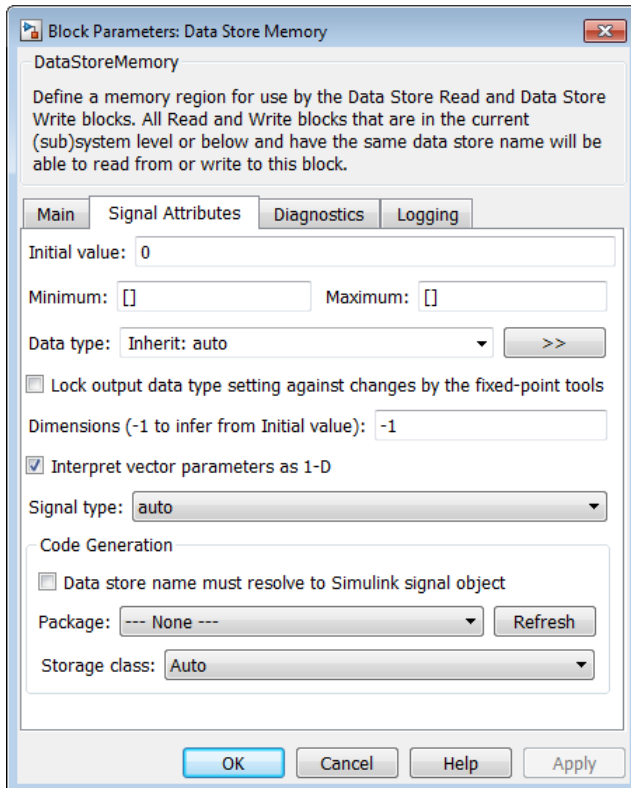 Block Parameters: Data Store Memory
DataStoreMemory
Define a memory region for use by the Data Store Read and Data Store
Write blocks. All Read and Write blocks that are in the current
(sub)system level or below and have the same data store name will be
able to read from or write to this block.
Main Signal Attributes Diagnostics Logging
Initial value: 0
Minimum: [] Maximum: []
Data type: Inherit: auto >>
Lock output data type setting against changes by the fixed-point tools
Dimensions (-1 to infer from Initial value): -1
Interpret vector parameters as 1-D
Signal type: auto
Code Generation
Data store name must resolve to Simulink signal object
Package: --- None --- Refresh
Storage class: Auto
OK Cancel Help Apply